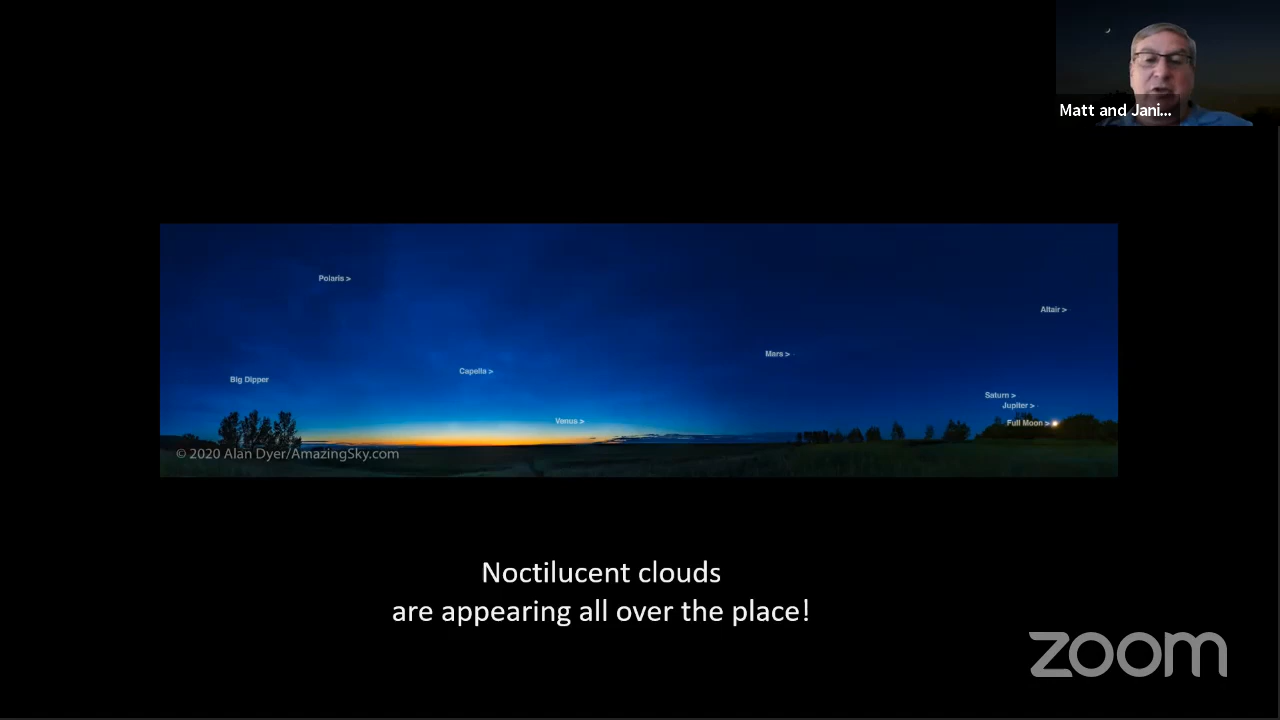 Matt and Jani...
Polaris >
Altair >
Mars >
Capella >
Big Dipper
Saturn >
Jupiter >
Venus >
Full Moon >
© 2020 Alan Dyer/AmazingSky.com
Noctilucent clouds
are appearing all over the place!
zoom